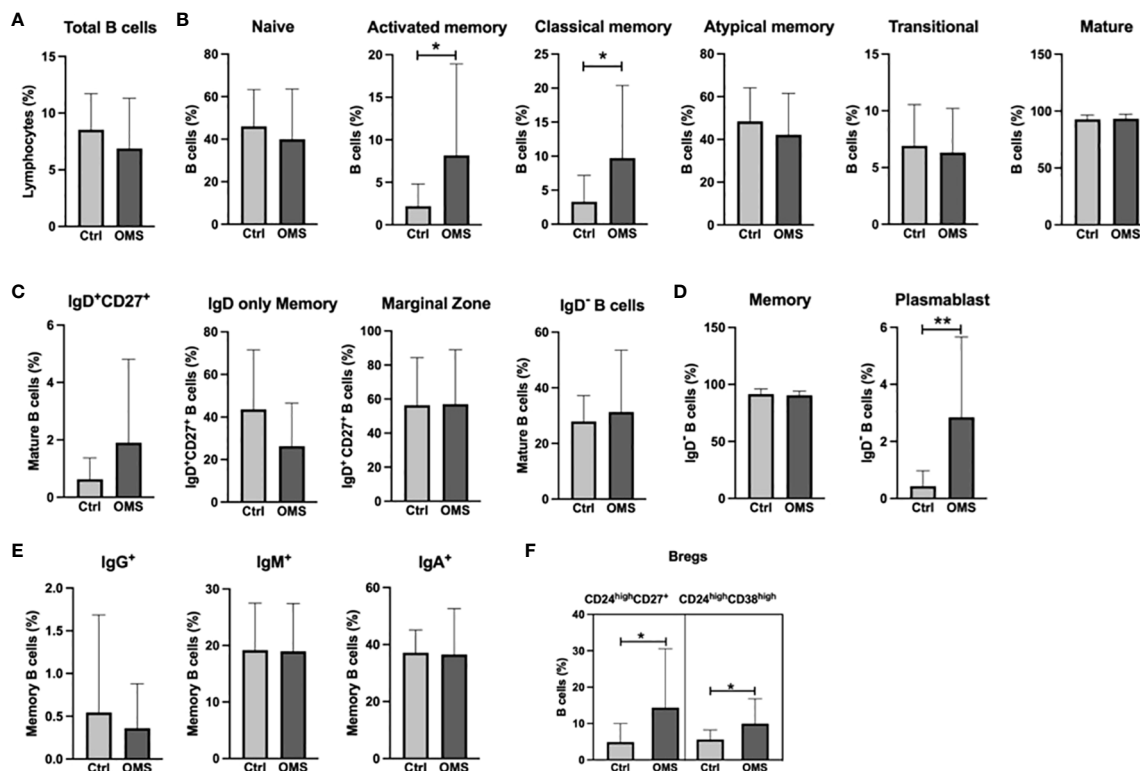 A
B
Total B cells
Naive
Activated memory
Classical memory
Atypical memory
Transitional
Mature
Lymphocytes (%)
15
10
5
0
Ctrl OMS
B cells (%)
80
60
40
20
0
Ctrl OMS
B cells (%)
20
15
10
5
0
*
Ctrl OMS
B cells (%)
25
20
15
10
5
0
*
Ctrl OMS
B cells (%)
80
60
40
20
0
Ctrl OMS
B cells (%)
15
10
5
0
Ctrl OMS
B cells (%)
150
100
50
0
Ctrl OMS
C
IgD⁺CD27⁺
IgD only Memory
Marginal Zone
IgD⁻ B cells
Mature B cells (%)
6
4
2
0
Ctrl OMS
IgD⁺CD27⁺ B cells (%)
80
60
40
20
0
Ctrl OMS
IgD⁺ CD27⁺ B cells (%)
100
80
60
40
20
0
Ctrl OMS
Mature B cells (%)
60
40
20
0
Ctrl OMS
D
Memory
Plasmablast
IgD⁻ B cells (%)
150
100
50
0
Ctrl OMS
IgD⁻ B cells (%)
6
4
2
0
**
Ctrl OMS
E
IgG⁺
IgM⁺
IgA⁺
Memory B cells (%)
2.0
1.5
1.0
0.5
0.0
Ctrl OMS
Memory B cells (%)
30
20
10
0
Ctrl OMS
Memory B cells (%)
60
40
20
0
Ctrl OMS
F
Bregs
CD24ʰⁱᵍʰCD27⁺ CD24ʰⁱᵍʰCD38ʰⁱᵍʰ
B cells (%)
40
30
20
10
0
*
*
Ctrl OMS Ctrl OMS